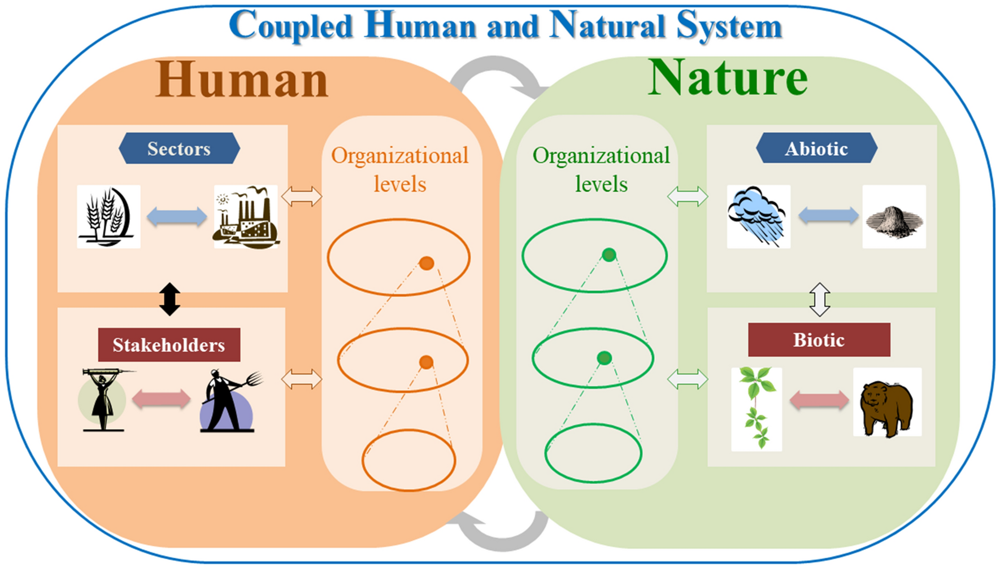 Coupled Human and Natural System
Human
Nature
Sectors
Organizational
levels
Stakeholders
Organizational
levels
Abiotic
Biotic